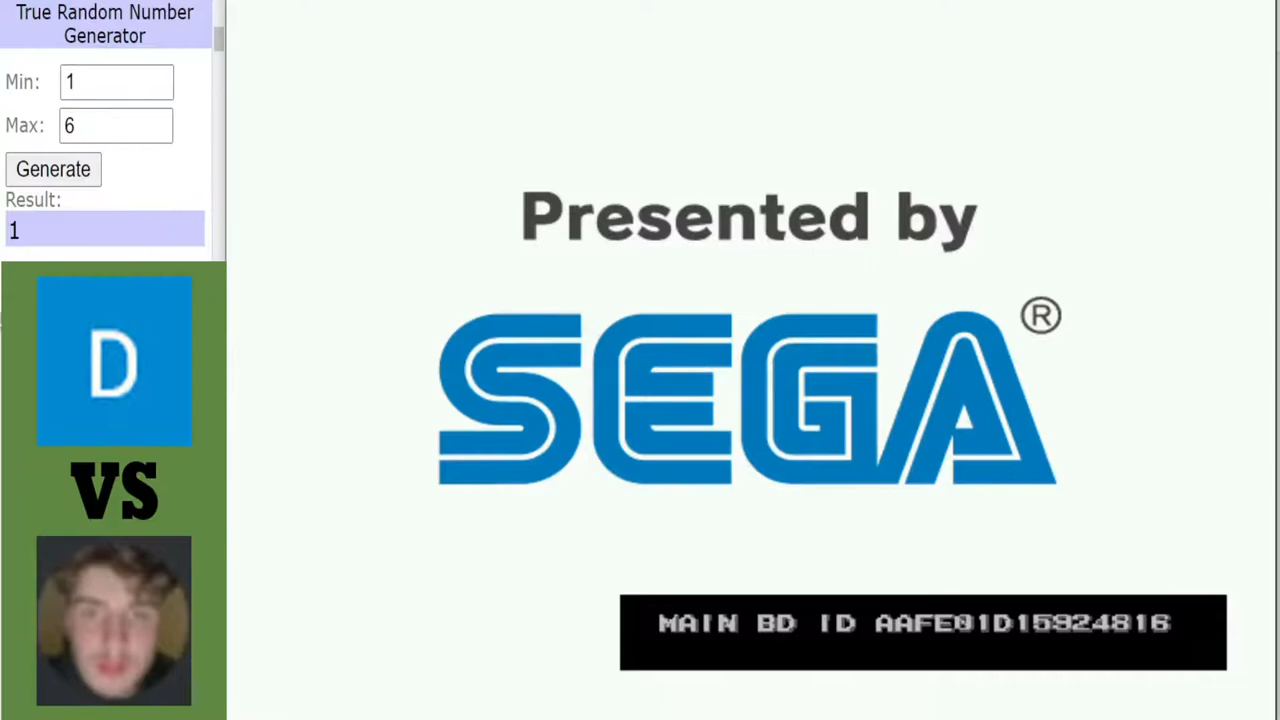 True Random Number
Generator
Min: 1
Max: 6
Generate
Result:
1
D
VS
Presented by
SEGA®
MAIN BD ID AAFE01D15924816